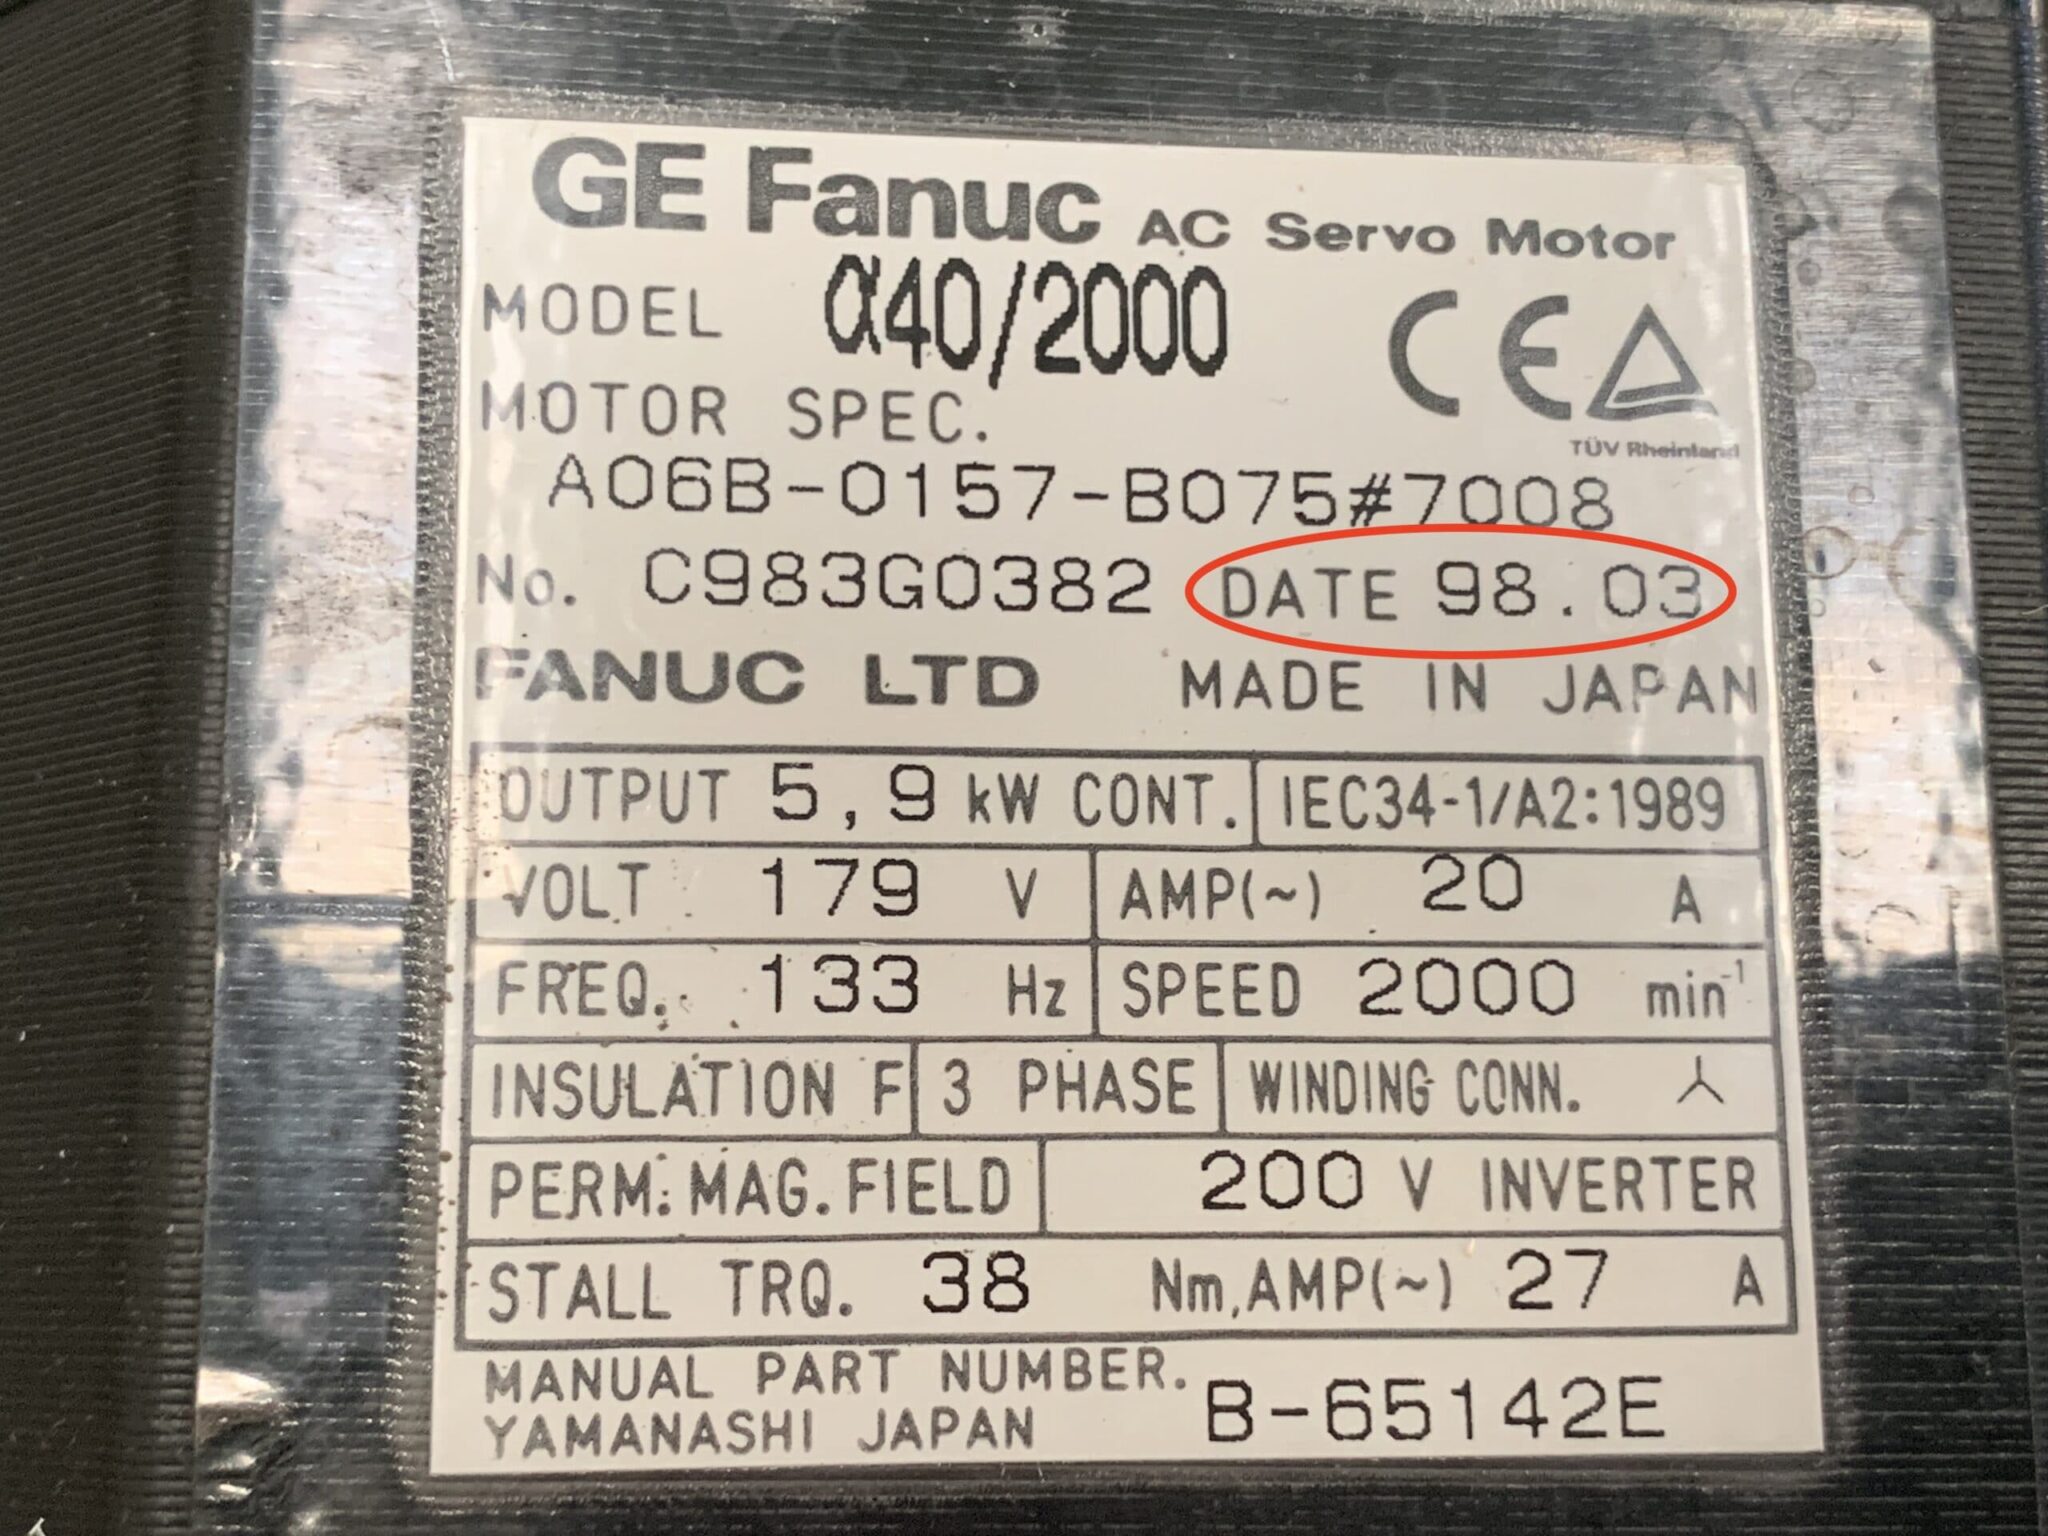 GE Fanuc AC Servo Motor
MODEL α40/2000
CE
MOTOR SPEC.
TÜV Rheinland
A06B-0157-B075#7008
No. C983G0382 DATE 98.03
FANUC LTD MADE IN JAPAN
OUTPUT 5,9 kW CONT. IEC34-1/A2:1989
VOLT 179 V AMP(~) 20 A
FREQ. 133 Hz SPEED 2000 min⁻¹
INSULATION F 3 PHASE WINDING CONN.
PERM. MAG. FIELD 200 V INVERTER
STALL TRQ. 38 Nm, AMP(~) 27 A
MANUAL PART NUMBER. B-65142E
YAMANASHI JAPAN